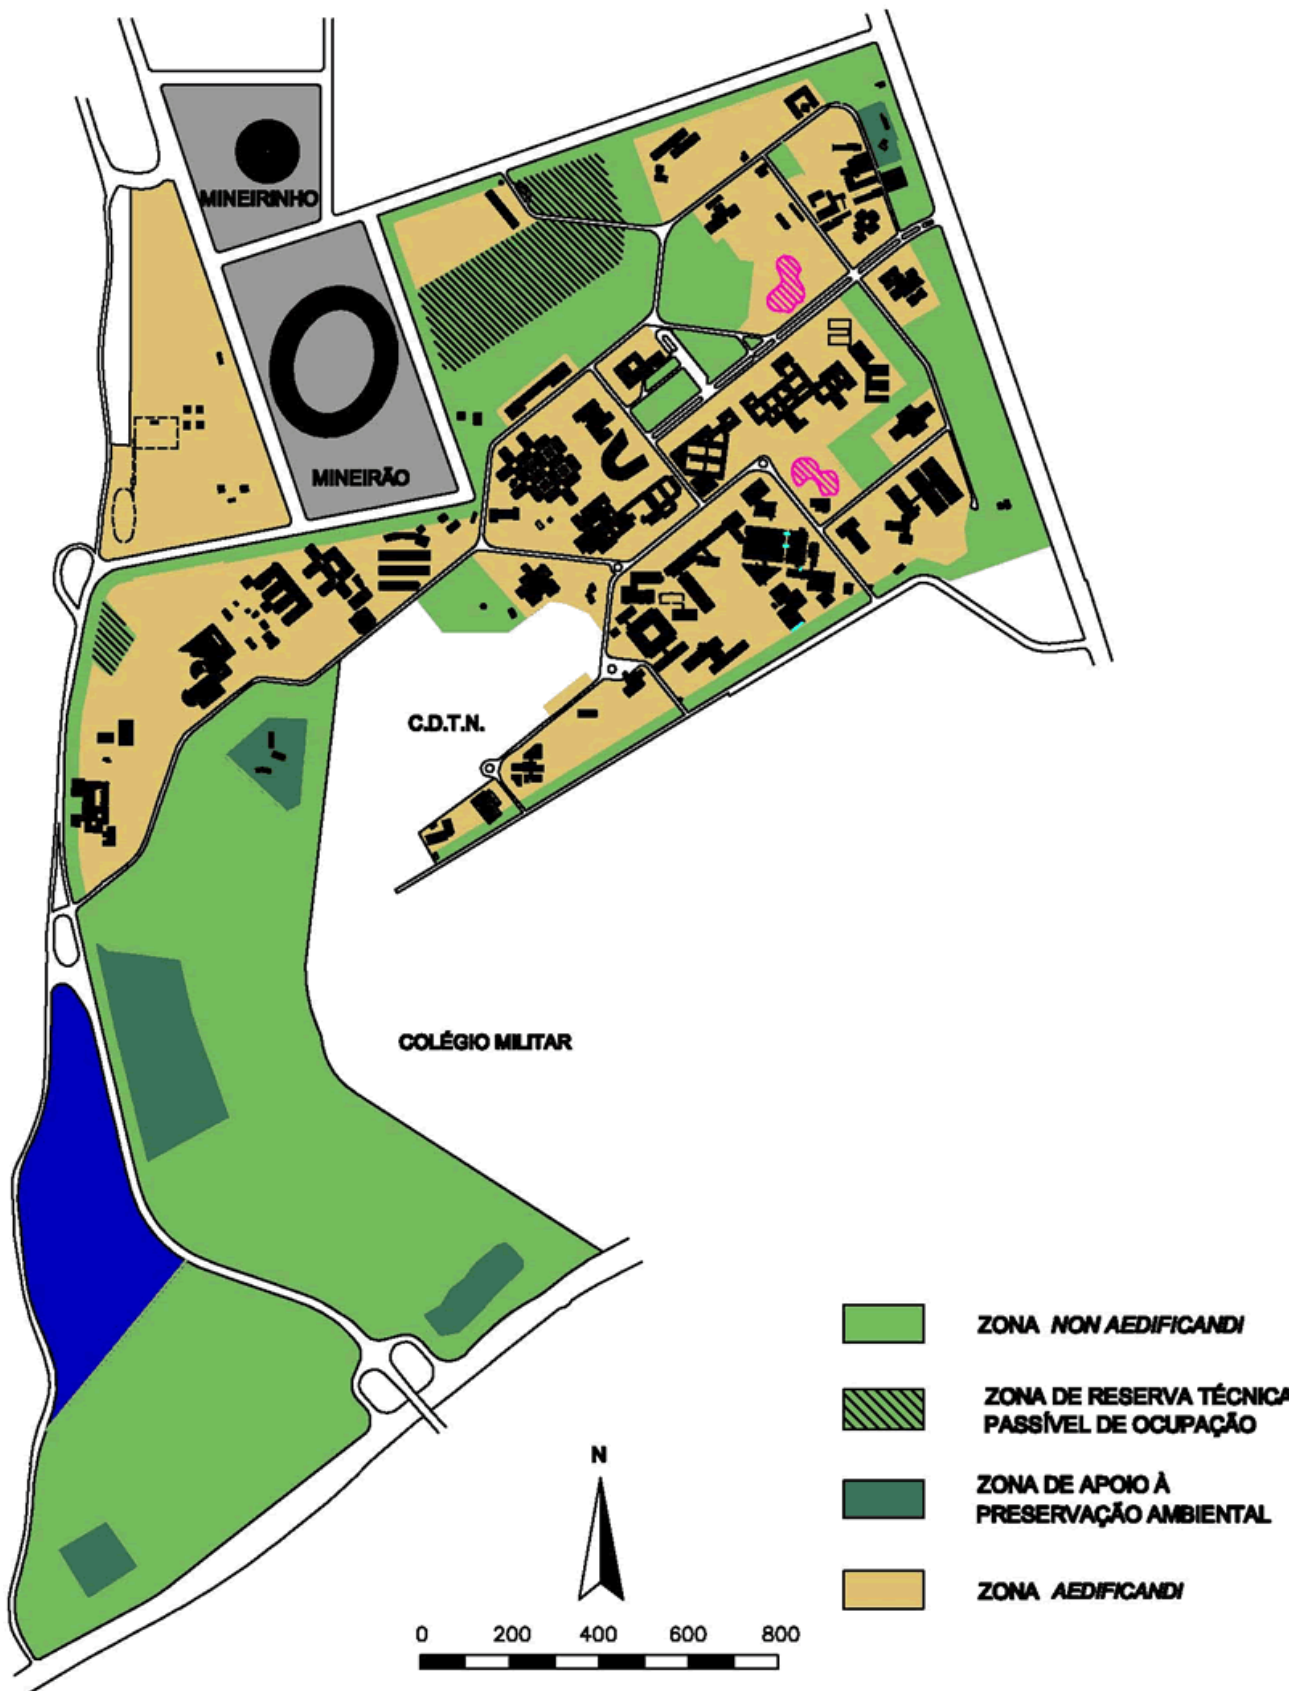 MINEIRINHO
MINEIRÃO
C.D.T.N.
COLÉGIO MILITAR
ZONA NON AEDIFICANDI
ZONA DE RESERVA TÉCNICA
PASSÍVEL DE OCUPAÇÃO
ZONA DE APOIO À
PRESERVAÇÃO AMBIENTAL
ZONA AEDIFICANDI
N
0 200 400 600 800